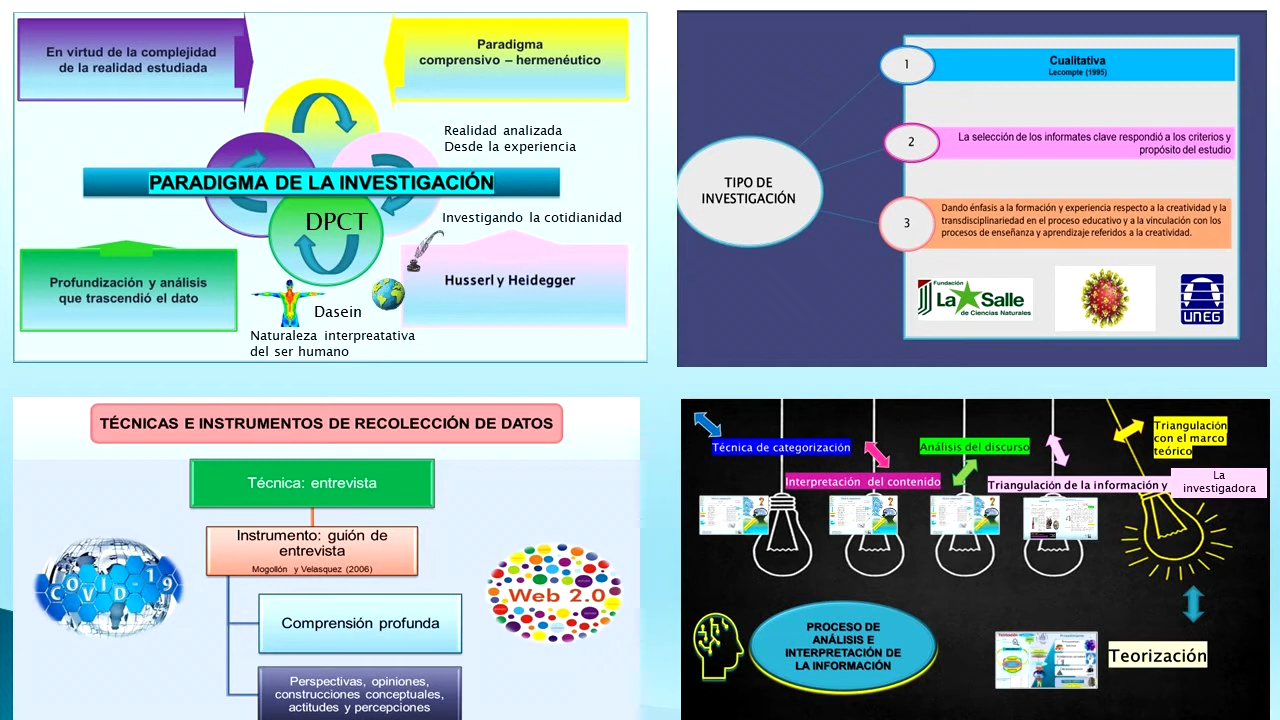 En virtud de la complejidad
de la realidad estudiada
Paradigma
comprensivo – hermenéutico
Realidad analizada
Desde la experiencia
PARADIGMA DE LA INVESTIGACIÓN
DPCT
Investigando la cotidianidad
Profundización y análisis
que trascendió el dato
Husserl y Heidegger
Dasein
Naturaleza interpreatativa
del ser humano
TIPO DE
INVESTIGACIÓN
1
Cualitativa
Lecompte (1995)
2
La selección de los informates clave respondió a los criterios y
propósito del estudio
3
Dando énfasis a la formación y experiencia respecto a la creatividad y la
transdisciplinariedad en el proceso educativo y a la vinculación con los
procesos de enseñanza y aprendizaje referidos a la creatividad.
Fundación
La Salle
de Ciencias Naturales
UNEG
TÉCNICAS E INSTRUMENTOS DE RECOLECCIÓN DE DATOS
Técnica: entrevista
Instrumento: guión de
entrevista
Mogollón y Velasquez (2006)
COVID-19
Web 2.0
Comprensión profunda
Perspectivas, opiniones,
construcciones conceptuales,
actitudes y percepciones
Técnica de categorización
Interpretación del contenido
Análisis del discurso
Triangulación de la información y
La
investigadora
Triangulación
con el marco
teórico
PROCESO DE
ANÁLISIS E
INTERPRETACIÓN DE
LA INFORMACIÓN
Teorización